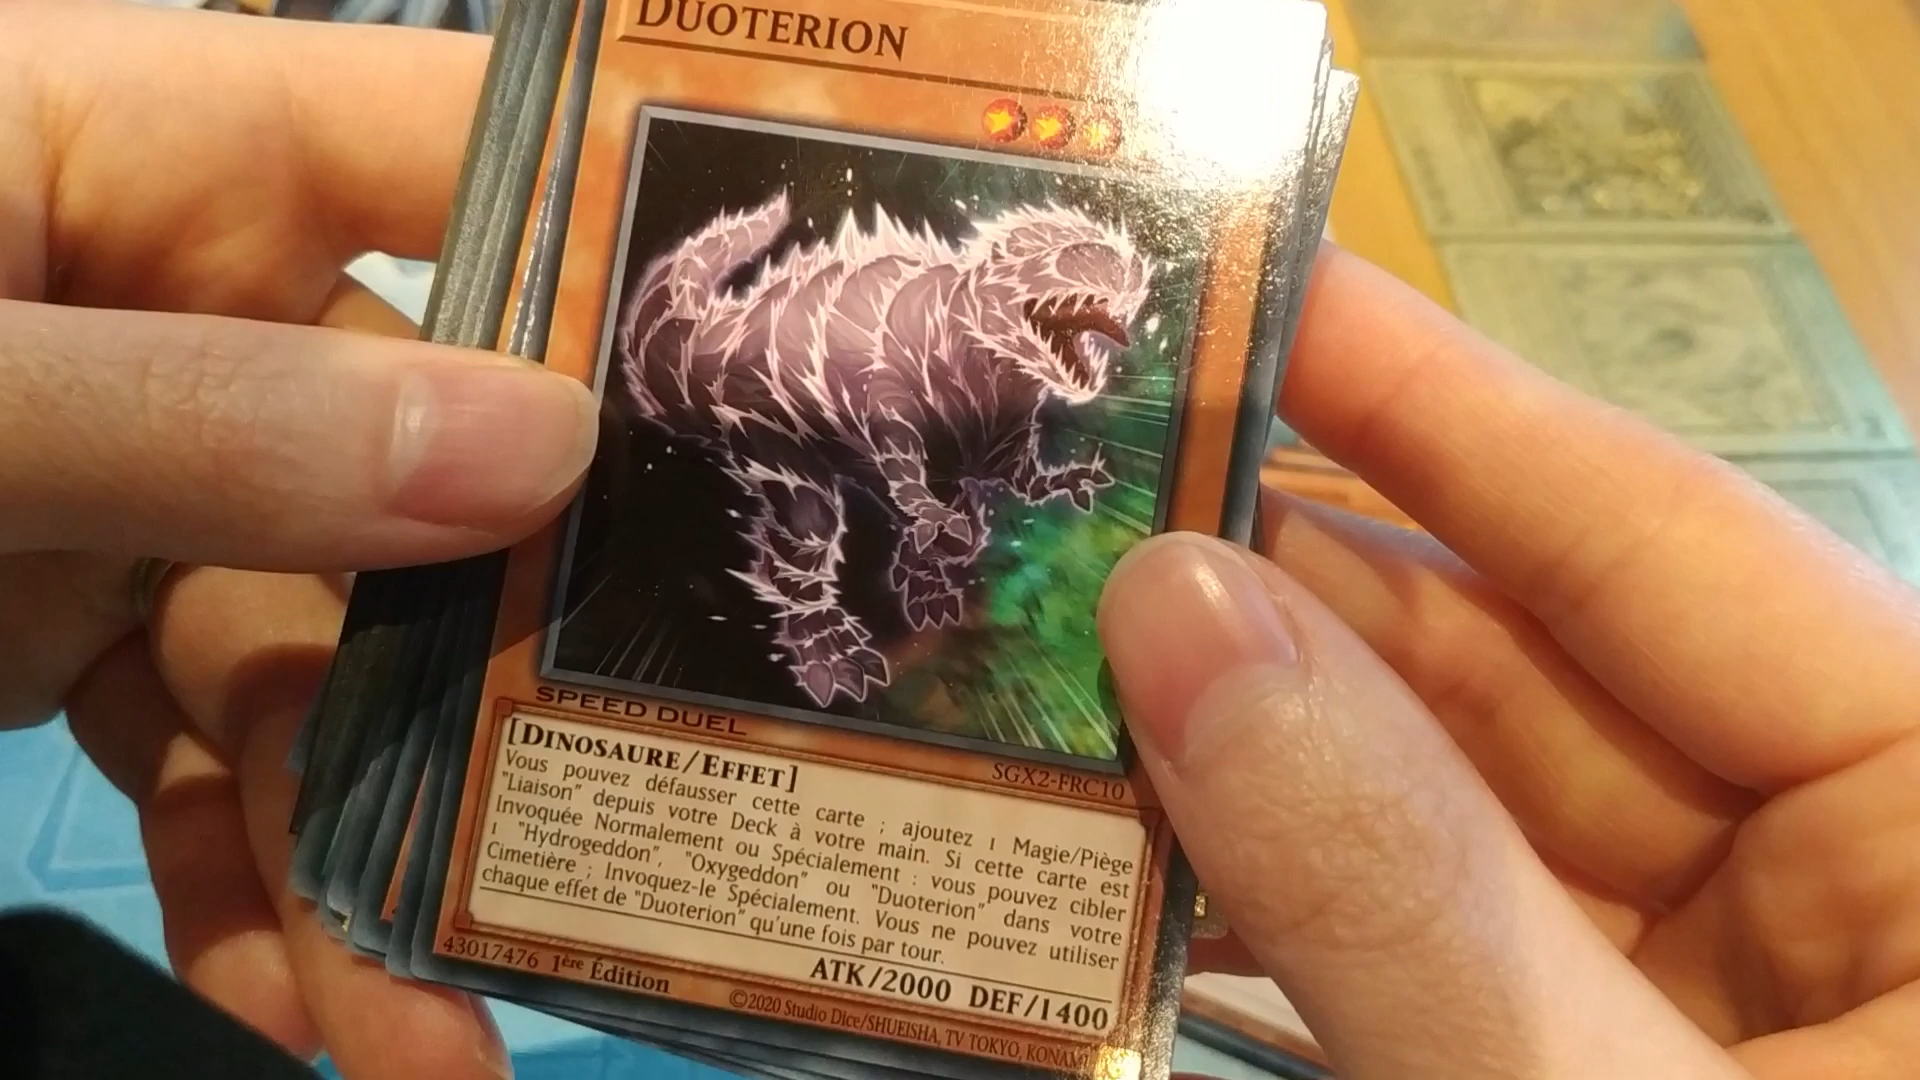 DUOTERION
SPEED DUEL
SGX2-FRC10
[DINOSAURE/EFFET]
Vous pouvez défausser cette carte ; ajoutez 1 Magie/Piège
"Liaison" depuis votre Deck à votre main. Si cette carte est
Invoquée Normalement ou Spécialement : vous pouvez cibler
1 "Hydrogeddon", "Oxygeddon" ou "Duoterion" dans votre
Cimetière ; Invoquez-le Spécialement. Vous ne pouvez utiliser
chaque effet de "Duoterion" qu'une fois par tour.
ATK/2000 DEF/1400
43017476 1ère Édition
©2020 Studio Dice/SHUEISHA, TV TOKYO, KONAMI